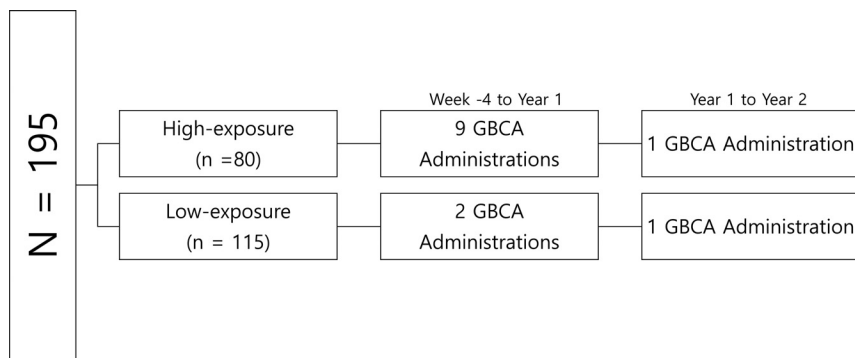 N = 195
Week -4 to Year 1
Year 1 to Year 2
High-exposure
(n =80)
9 GBCA
Administrations
1 GBCA Administration
Low-exposure
(n = 115)
2 GBCA
Administrations
1 GBCA Administration